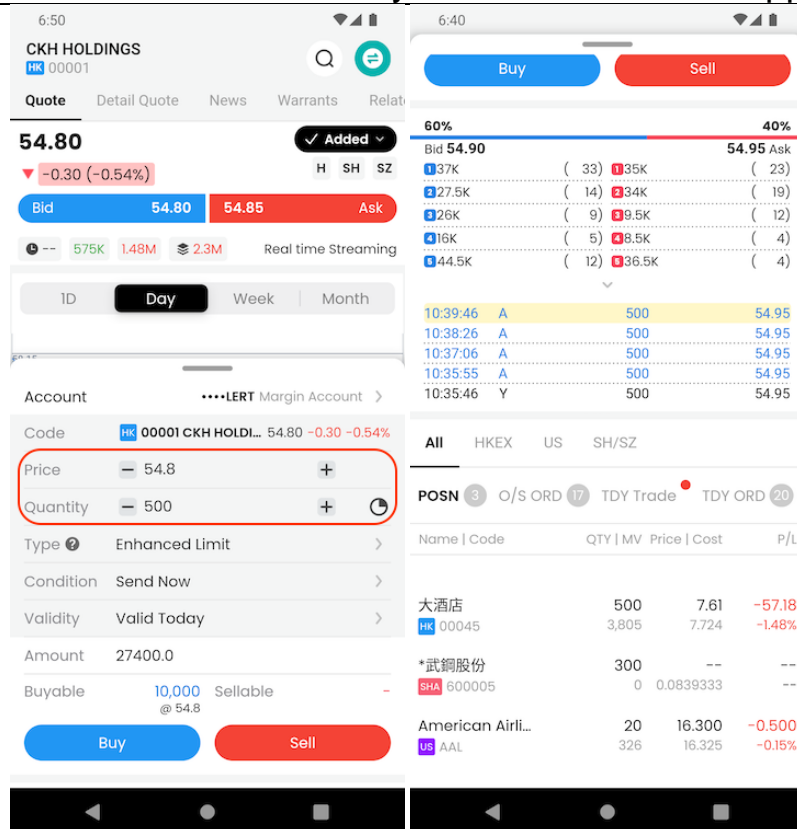 6:50
CKH HOLDINGS
HK 00001
Quote Detail Quote News Warrants Relat
54.80
✓ Added
▼ -0.30 (-0.54%)
H SH SZ
Bid 54.80 54.85 Ask
-- 575K 1.48M 2.3M Real time Streaming
1D Day Week Month
Account ••••LERT Margin Account >
Code HK 00001 CKH HOLDI... 54.80 -0.30 -0.54%
Price − 54.8 +
Quantity − 500 +
Type ? Enhanced Limit >
Condition Send Now >
Validity Valid Today >
Amount 27400.0
Buyable 10,000 Sellable -
@ 54.8
Buy Sell
6:40
Buy Sell
60% 40%
Bid 54.90 54.95 Ask
1 37K ( 33) 1 35K ( 23)
2 27.5K ( 14) 2 34K ( 19)
3 26K ( 9) 3 9.5K ( 12)
4 16K ( 5) 4 8.5K ( 4)
5 44.5K ( 12) 5 36.5K ( 4)
10:39:46 A 500 54.95
10:38:26 A 500 54.95
10:37:06 A 500 54.95
10:35:55 A 500 54.95
10:35:46 Y 500 54.95
All HKEX US SH/SZ
POSN 3 O/S ORD 17 TDY Trade TDY ORD 20
Name | Code QTY | MV Price | Cost P/L
大酒店 500 7.61 -57.18
HK 00045 3,805 7.724 -1.48%
*武鋼股份 300 -- --
SHA 600005 0 0.0839333 --
American Airli... 20 16.300 -0.500
US AAL 326 16.325 -0.15%